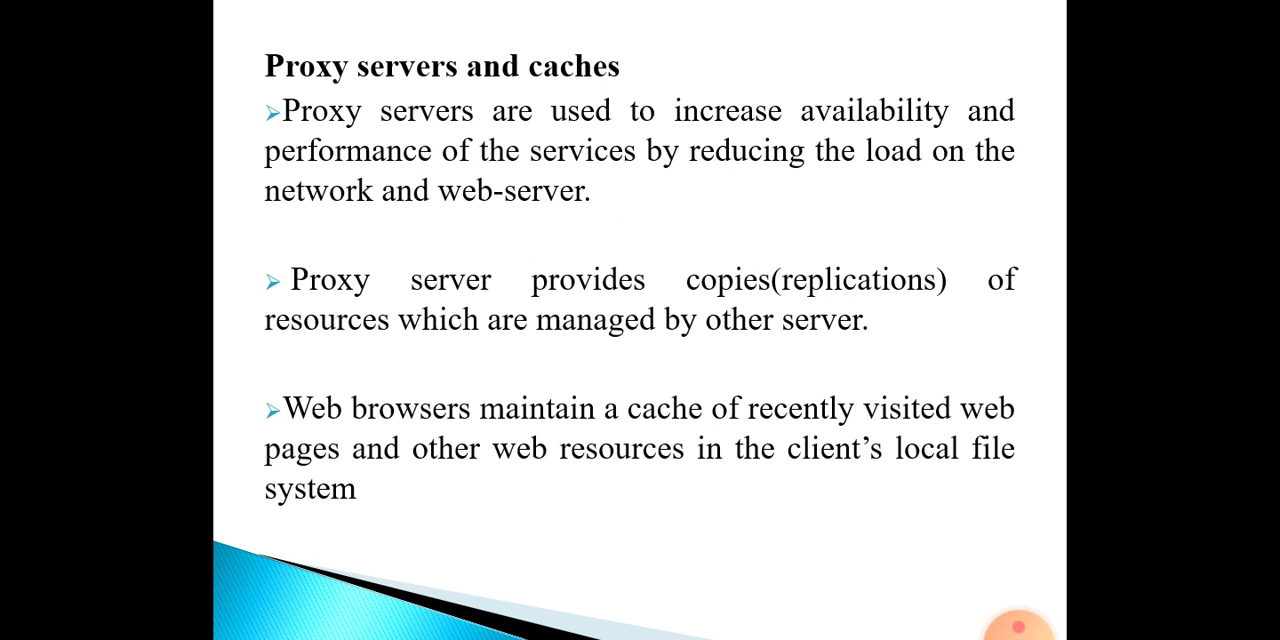 Proxy servers and caches
➢Proxy servers are used to increase availability and
performance of the services by reducing the load on the
network and web-server.
➢ Proxy server provides copies(replications) of
resources which are managed by other server.
➢Web browsers maintain a cache of recently visited web
pages and other web resources in the client’s local file
system